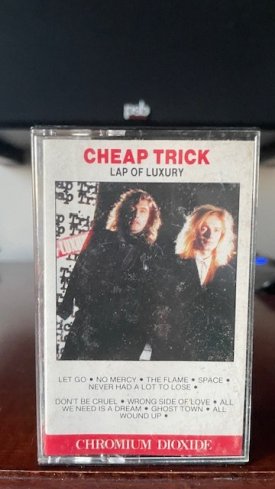 CHEAP TRICK
LAP OF LUXURY
LET GO • NO MERCY • THE FLAME • SPACE •
NEVER HAD A LOT TO LOSE •
DON'T BE CRUEL • WRONG SIDE OF LOVE • ALL
WE NEED IS A DREAM • GHOST TOWN • ALL
WOUND UP •
CHROMIUM DIOXIDE